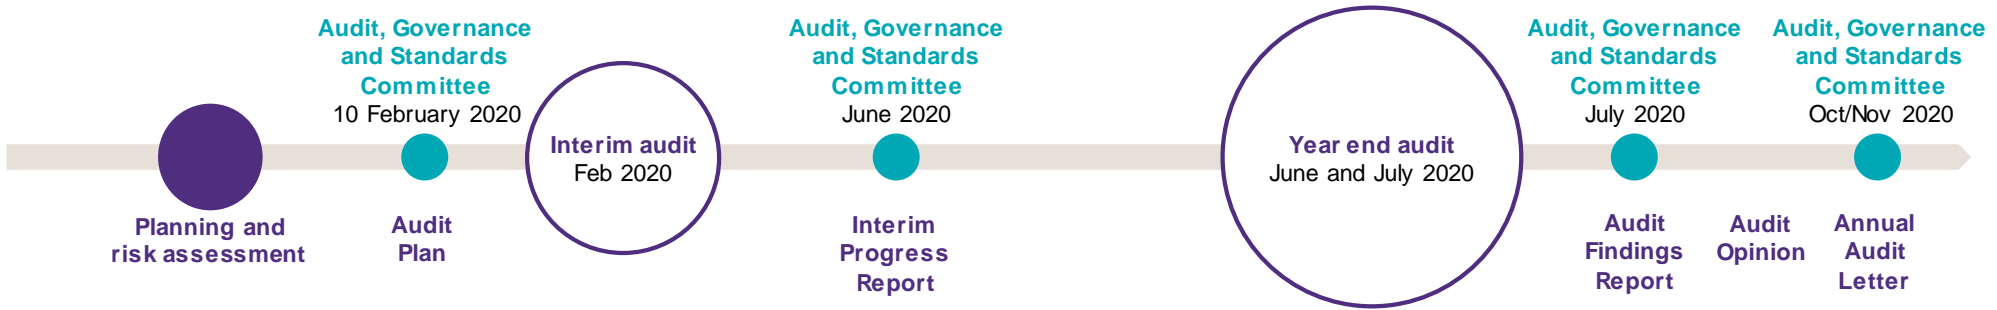 Audit, Governance
and Standards
Committee
10 February 2020
Audit, Governance
and Standards
Committee
June 2020
Audit, Governance
and Standards
Committee
July 2020
Audit, Governance
and Standards
Committee
Oct/Nov 2020
Interim audit
Feb 2020
Year end audit
June and July 2020
Planning and
risk assessment
Audit
Plan
Interim
Progress
Report
Audit
Findings
Report
Audit
Opinion
Annual
Audit
Letter